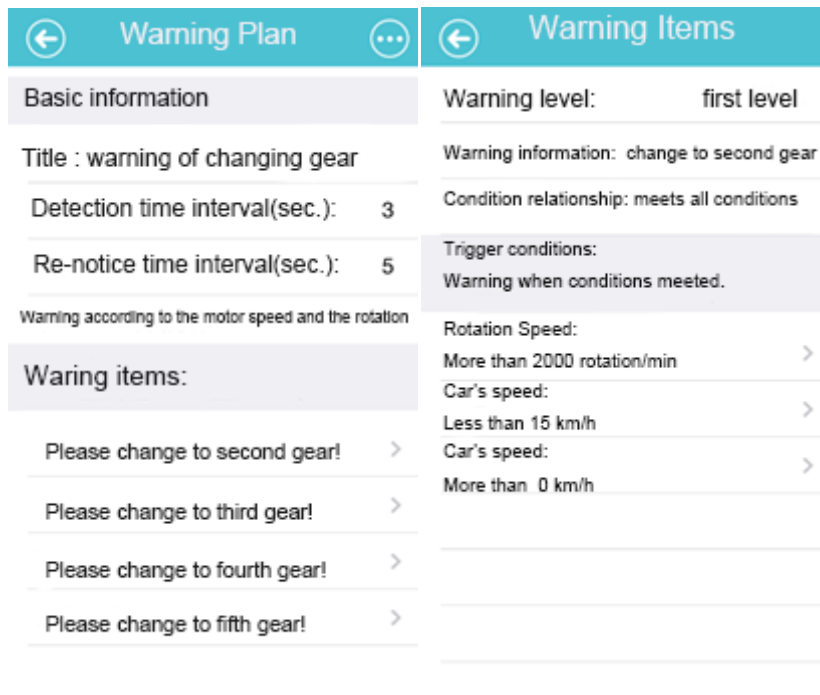 Warning Plan
Basic information
Title : warning of changing gear
Detection time interval(sec.): 3
Re-notice time interval(sec.): 5
Warning according to the motor speed and the rotation
Waring items:
Please change to second gear!
Please change to third gear!
Please change to fourth gear!
Please change to fifth gear!
Warning Items
Warning level: first level
Warning information: change to second gear
Condition relationship: meets all conditions
Trigger conditions:
Warning when conditions meeted.
Rotation Speed:
More than 2000 rotation/min
Car's speed:
Less than 15 km/h
Car's speed:
More than 0 km/h